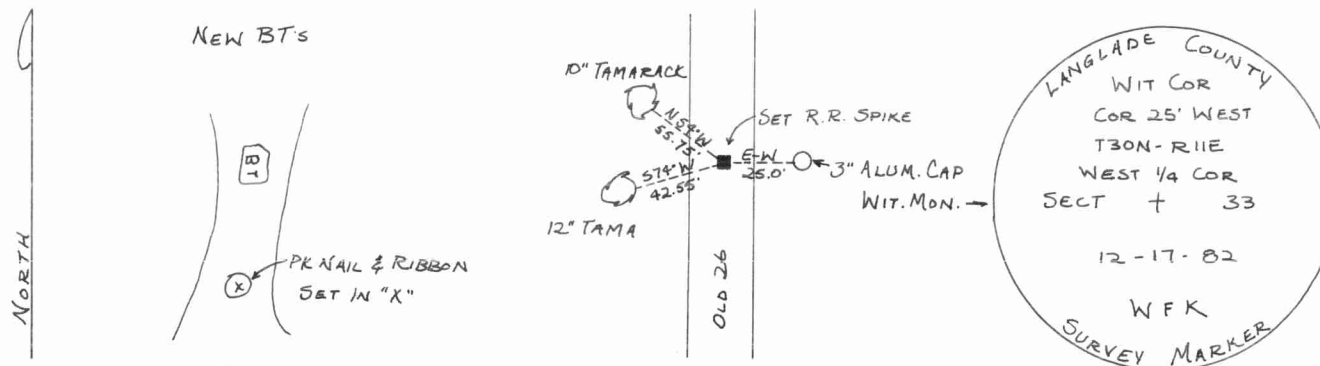 NORTH
NEW BT's
BT
X
PK NAIL & RIBBON
SET IN "X"
10" TAMARACK
N54°W
55.75'
S74°W
42.55'
12" TAMA
SET R.R. SPIKE
E-W
25.0'
3" ALUM. CAP
WIT. MON.
OLD 26
LANGLADE COUNTY
WIT COR
COR 25' WEST
T30N-R11E
WEST 1/4 COR
SECT + 33
12-17-82
WFK
SURVEY MARKER